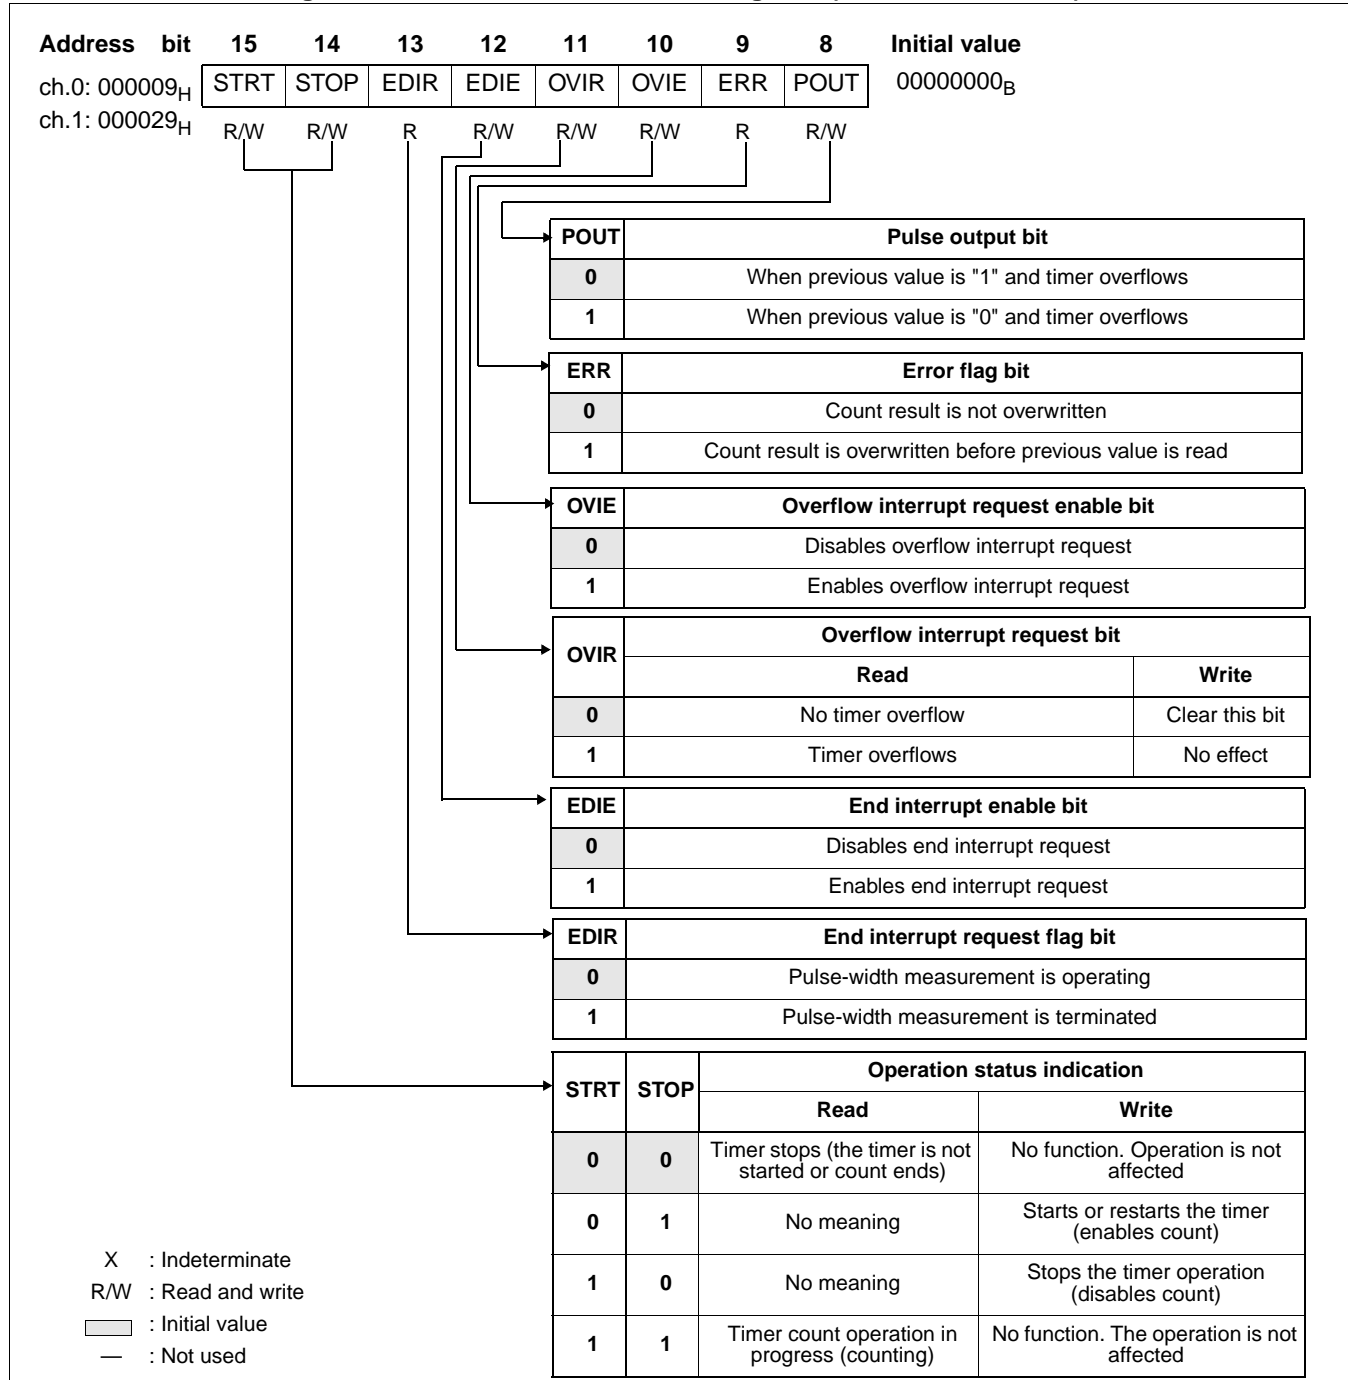 Address bit 15 14 13 12 11 10 9 8 Initial value
ch.0: 000009H STRT STOP EDIR EDIE OVIR OVIE ERR POUT 00000000B
ch.1: 000029H R/W R/W R R/W R/W R/W R R/W
POUT Pulse output bit
0 When previous value is "1" and timer overflows
1 When previous value is "0" and timer overflows
ERR Error flag bit
0 Count result is not overwritten
1 Count result is overwritten before previous value is read
OVIE Overflow interrupt request enable bit
0 Disables overflow interrupt request
1 Enables overflow interrupt request
OVIR Overflow interrupt request bit
Read Write
0 No timer overflow Clear this bit
1 Timer overflows No effect
EDIE End interrupt enable bit
0 Disables end interrupt request
1 Enables end interrupt request
EDIR End interrupt request flag bit
0 Pulse-width measurement is operating
1 Pulse-width measurement is terminated
STRT STOP Operation status indication
Read Write
0 0 Timer stops (the timer is not started or count ends) No function. Operation is not affected
0 1 No meaning Starts or restarts the timer (enables count)
1 0 No meaning Stops the timer operation (disables count)
1 1 Timer count operation in progress (counting) No function. The operation is not affected
X : Indeterminate
R/W : Read and write
: Initial value
— : Not used